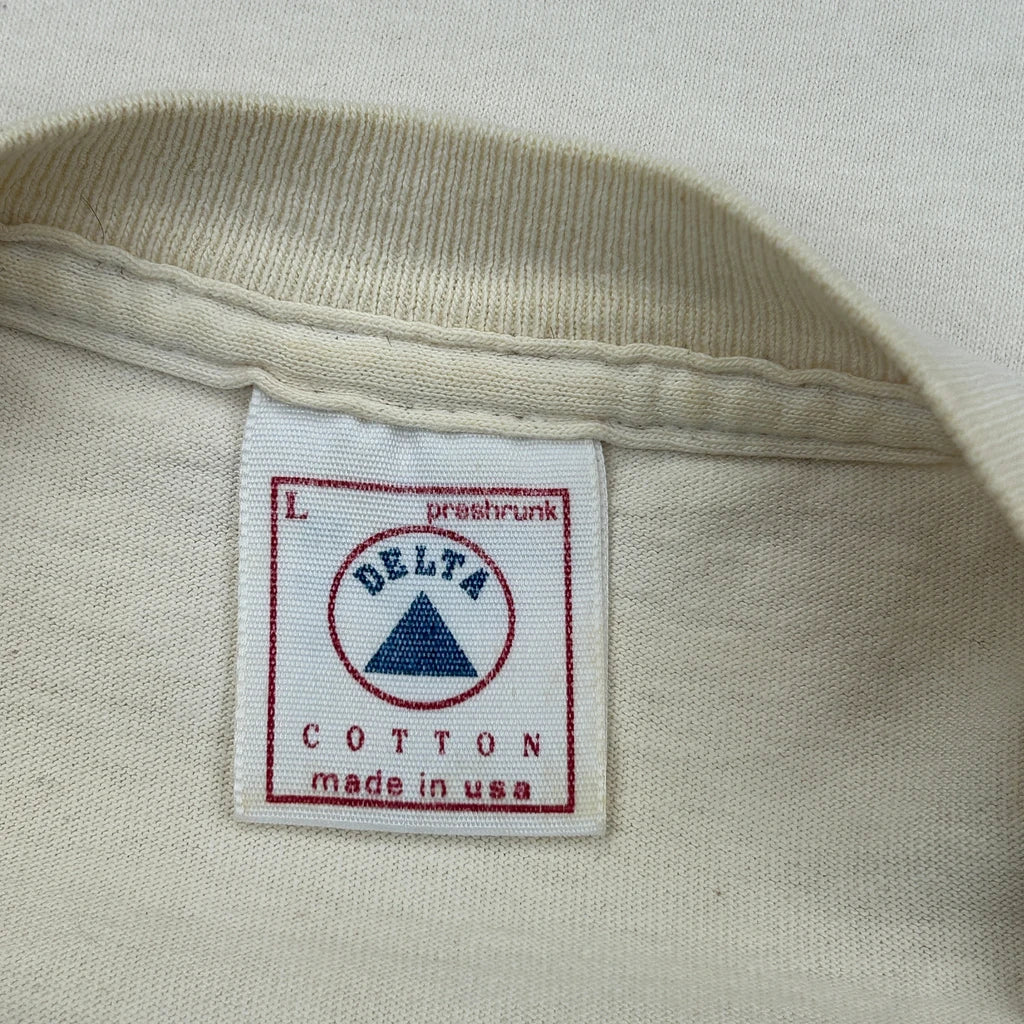 L preshrunk
DELTA
COTTON
made in usa